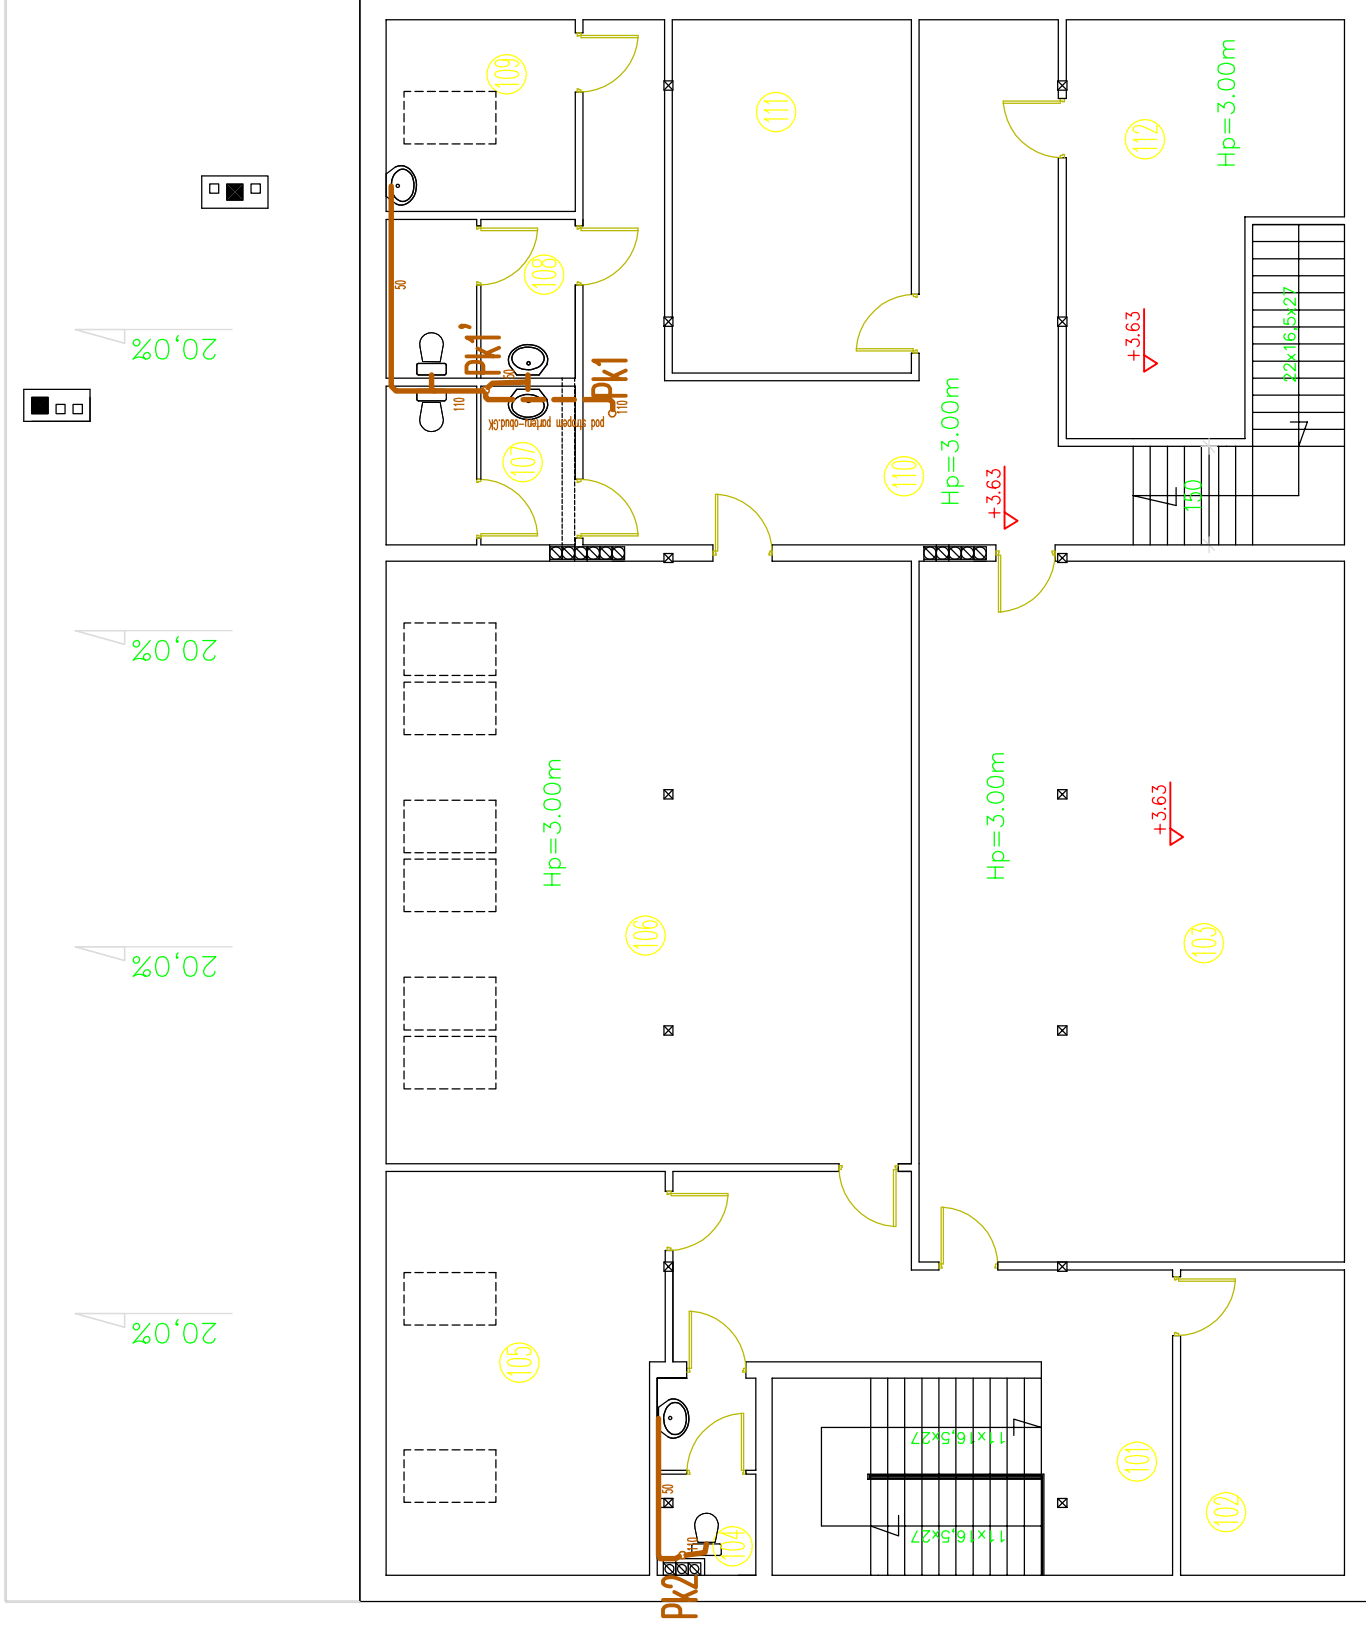 109
111
112
Hp=3.00m
50
108
Pk1'
50
Pk1
110
110
pod stropem parteru-obud.GK
107
20,0%
+3.63
22x16,5x27
Hp=3.00m
110
+3.63
150
20,0%
Hp=3.00m
Hp=3.00m
+3.63
106
103
20,0%
20,0%
105
11x16,5x27
101
50
102
110
104
11x16,5x27
Pk2